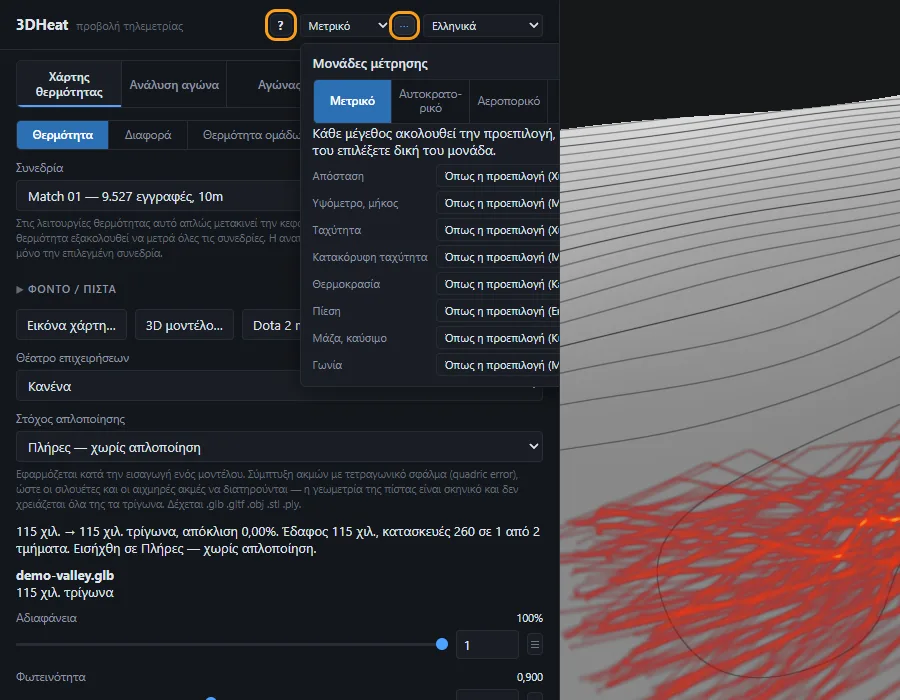 3DHeat προβολή τηλεμετρίας
?
Μετρικό
...
Ελληνικά
Χάρτης θερμότητας
Ανάλυση αγώνα
Αγώνας
Μονάδες μέτρησης
Μετρικό
Αυτοκρατο-
ρικό
Αεροπορικό
Κάθε μέγεθος ακολουθεί την προεπιλογή,
του επιλέξετε δική του μονάδα.
Απόσταση
Όπως η προεπιλογή (Χ
Υψόμετρο, μήκος
Όπως η προεπιλογή (Μ
Ταχύτητα
Όπως η προεπιλογή (Χ
Κατακόρυφη ταχύτητα
Όπως η προεπιλογή (Μ
Θερμοκρασία
Όπως η προεπιλογή (Κ
Πίεση
Όπως η προεπιλογή (
Μάζα, καύσιμο
Όπως η προεπιλογή (Κ
Γωνία
Όπως η προεπιλογή (Μ
Θερμότητα
Διαφορά
Θερμότητα ομάδω
Συνεδρία
Match 01 — 9.527 εγγραφές, 10m
Στις λειτουργίες θερμότητας αυτό απλώς μετακινεί την κεφ
θερμότητα εξακολουθεί να μετρά όλες τις συνεδρίες. Η ανα
μόνο την επιλεγμένη συνεδρία.
▶ ΦΟΝΤΟ / ΠΙΣΤΑ
Εικόνα χάρτη...
3D μοντέλο...
Dota 2
Θέατρο επιχειρήσεων
Κανένα
Στόχος απλοποίησης
Πλήρες — χωρίς απλοποίηση
Εφαρμόζεται κατά την εισαγωγή ενός μοντέλου. Σύμπτυξη ακμών με τετραγωνικό σφάλμα (quadric error),
ώστε οι σιλουέτες και οι αιχμηρές ακμές να διατηρούνται — η γεωμετρία της πίστας είναι σκηνικό και δεν
χρειάζεται όλα της τα τρίγωνα. Δέχεται .glb .gltf .obj .stl .ply.
115 χιλ. → 115 χιλ. τρίγωνα, απόκλιση 0,00%. Έδαφος 115 χιλ., κατασκευές 260 σε 1 από 2
τμήματα. Εισήχθη σε Πλήρες — χωρίς απλοποίηση.
demo-valley.glb
115 χιλ. τρίγωνα
Αδιαφάνεια
100%
1
Φωτεινότητα
0,900